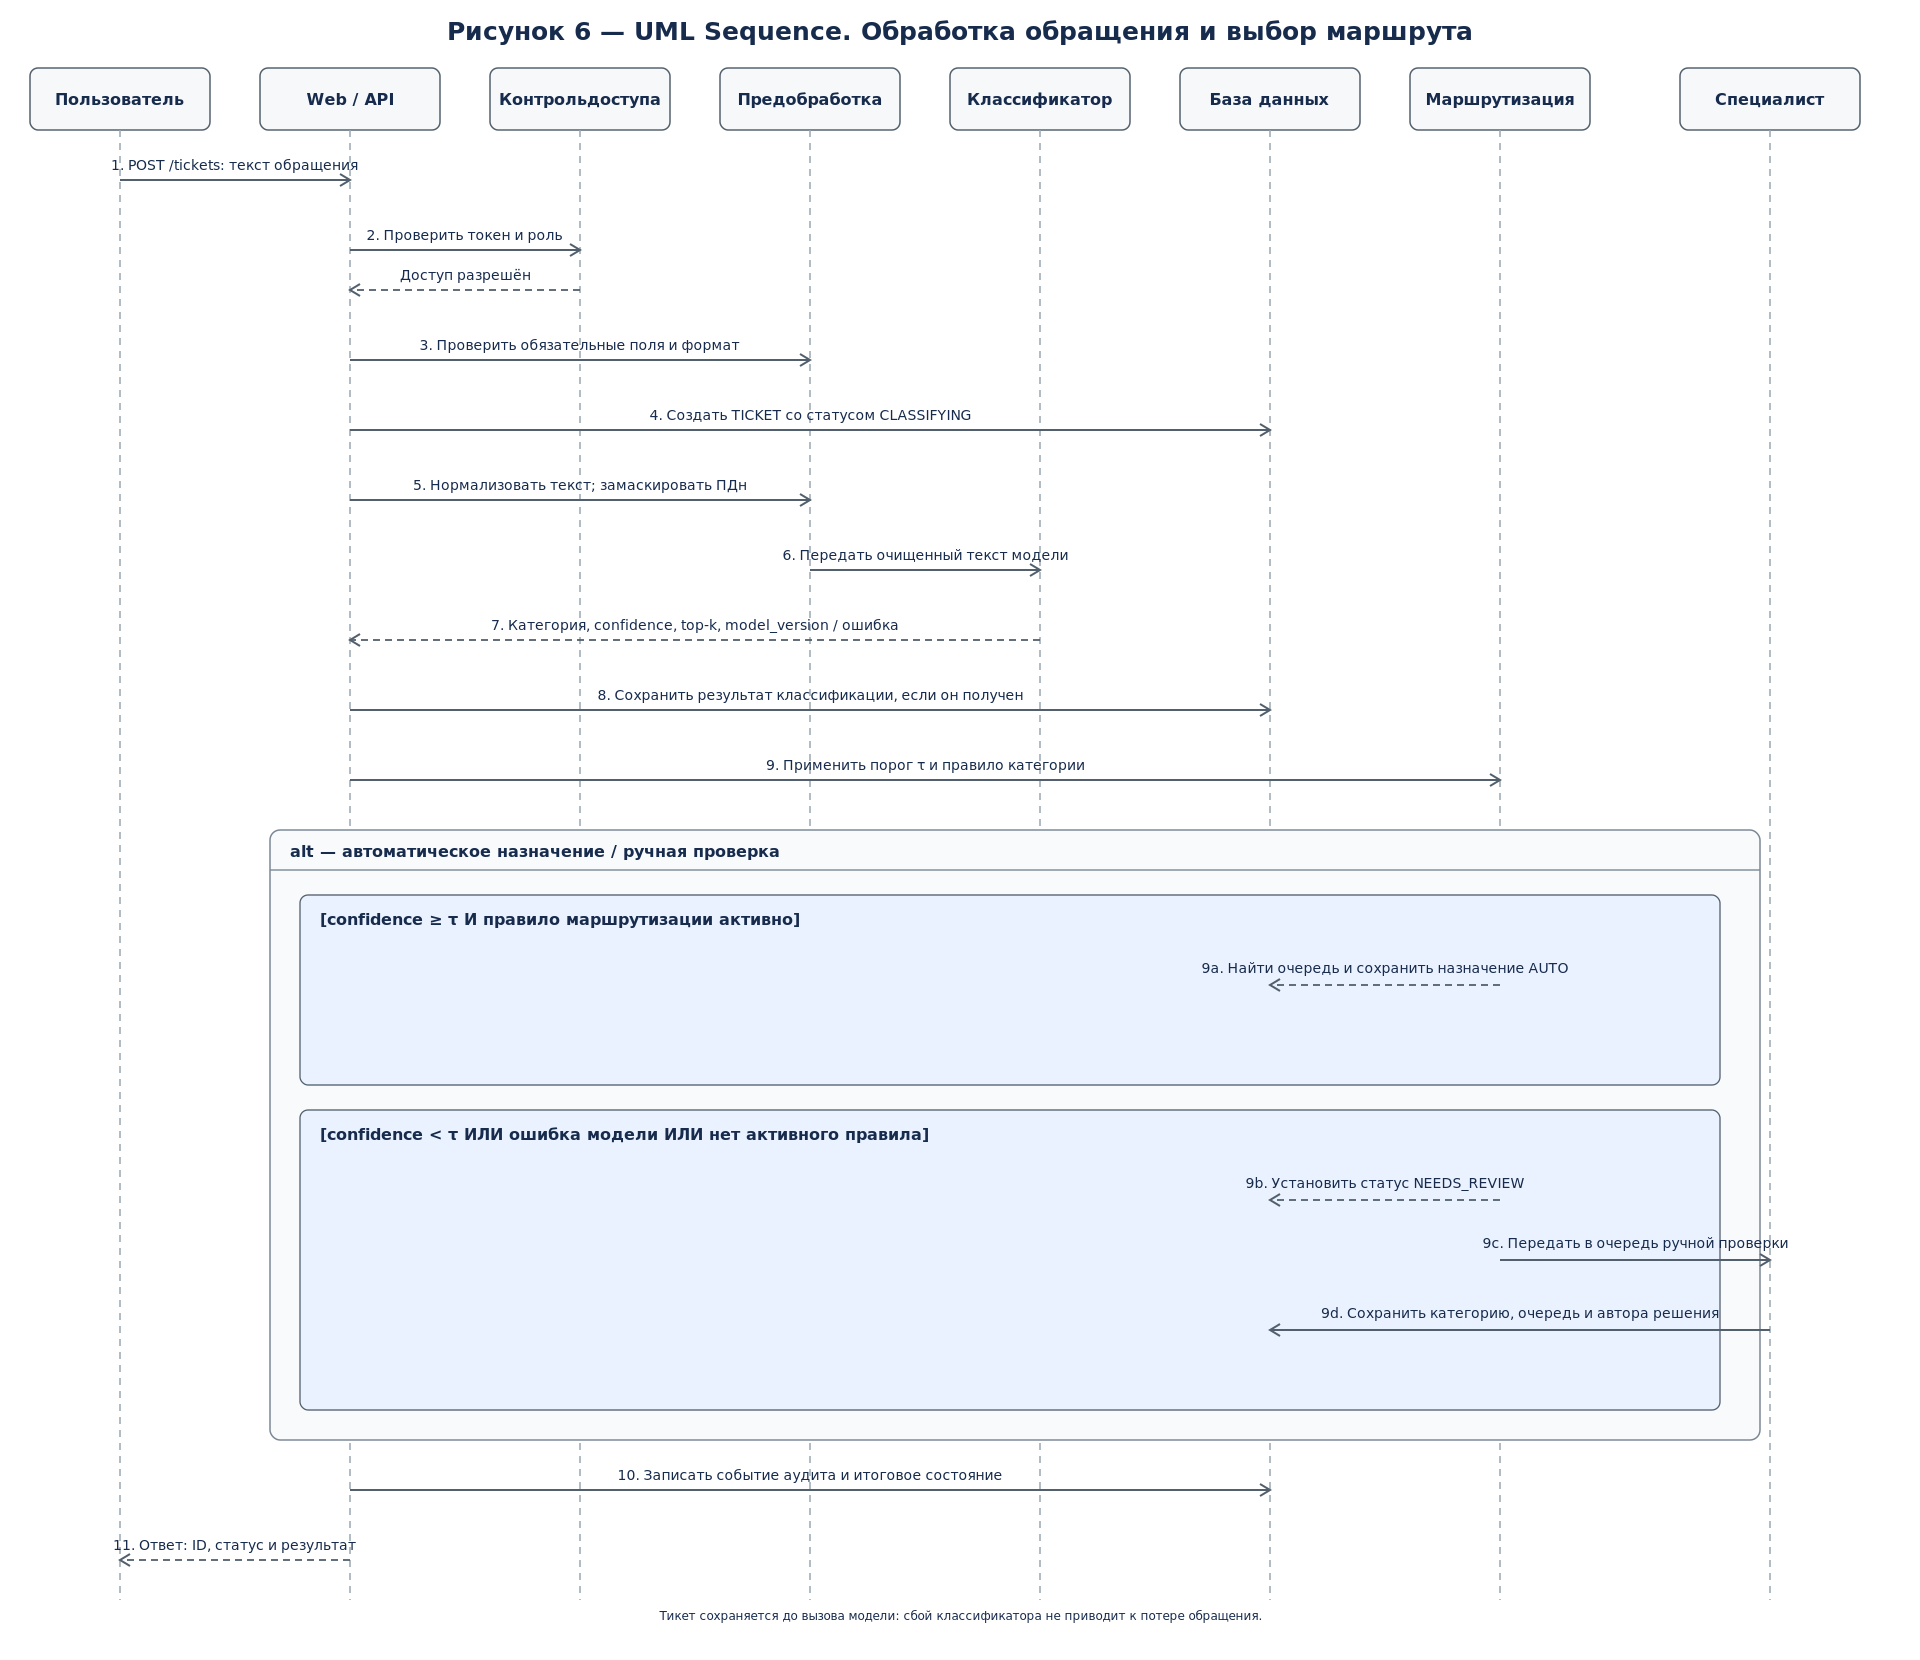 Рисунок 6 — UML Sequence. Обработка обращения и выбор маршрута
Пользователь
Web / API
Контрольдоступа
Предобработка
Классификатор
База данных
Маршрутизация
Специалист
1. POST /tickets: текст обращения
2. Проверить токен и роль
Доступ разрешён
3. Проверить обязательные поля и формат
4. Создать TICKET со статусом CLASSIFYING
5. Нормализовать текст; замаскировать ПДн
6. Передать очищенный текст модели
7. Категория, confidence, top-k, model_version / ошибка
8. Сохранить результат классификации, если он получен
9. Применить порог τ и правило категории
alt — автоматическое назначение / ручная проверка
[confidence ≥ τ И правило маршрутизации активно]
9a. Найти очередь и сохранить назначение AUTO
[confidence < τ ИЛИ ошибка модели ИЛИ нет активного правила]
9b. Установить статус NEEDS_REVIEW
9c. Передать в очередь ручной проверки
9d. Сохранить категорию, очередь и автора решения
10. Записать событие аудита и итоговое состояние
11. Ответ: ID, статус и результат
Тикет сохраняется до вызова модели: сбой классификатора не приводит к потере обращения.